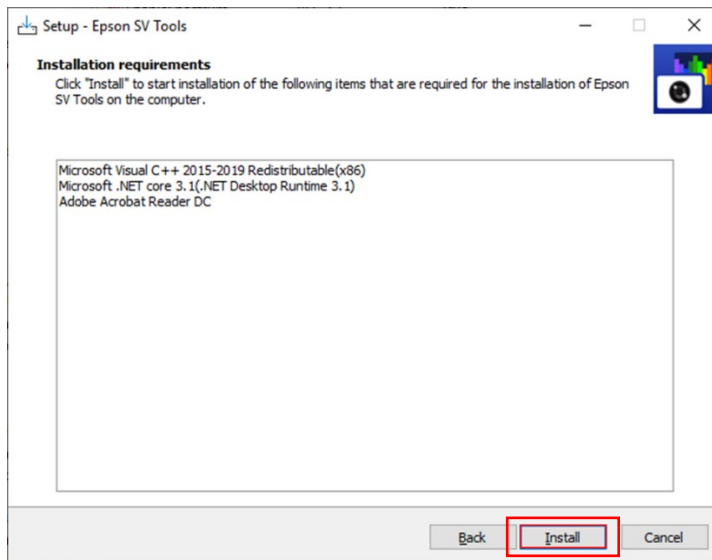 Setup - Epson SV Tools
Installation requirements
Click "Install" to start installation of the following items that are required for the installation of Epson
SV Tools on the computer.
Microsoft Visual C++ 2015-2019 Redistributable(x86)
Microsoft .NET core 3.1(.NET Desktop Runtime 3.1)
Adobe Acrobat Reader DC
Back
Install
Cancel